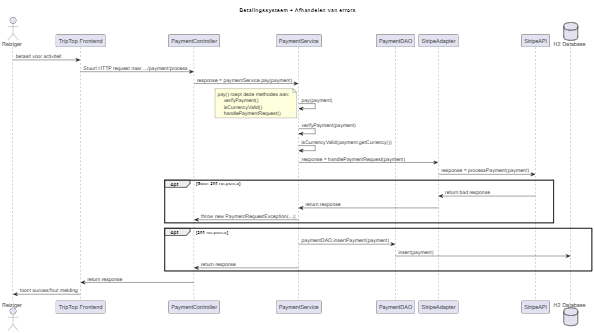 Betalingssysteem + Afhandelen van errors
Reiziger
TripTop Frontend
PaymentController
PaymentService
PaymentDAO
StripeAdapter
StripeAPI
H2 Database
betaalt voor activiteit
Stuurt HTTP request naar: .../payment/process
response = paymentService.pay(payment)
pay() roept deze methodes aan:
verifyPayment()
isCurrencyValid()
handlePaymentRequest()
pay(payment)
verifyPayment(payment)
isCurrencyValid(payment.getCurrency())
response = handlePaymentRequest(payment)
response = processPayment(payment)
opt
[Geen 200 response]
return bad response
return response
throw new PaymentRequestException(...);
opt
[200 response]
paymentDAO.insertPayment(payment)
insert(payment)
return response
return response
toont succes/fout melding
Reiziger
TripTop Frontend
PaymentController
PaymentService
PaymentDAO
StripeAdapter
StripeAPI
H2 Database